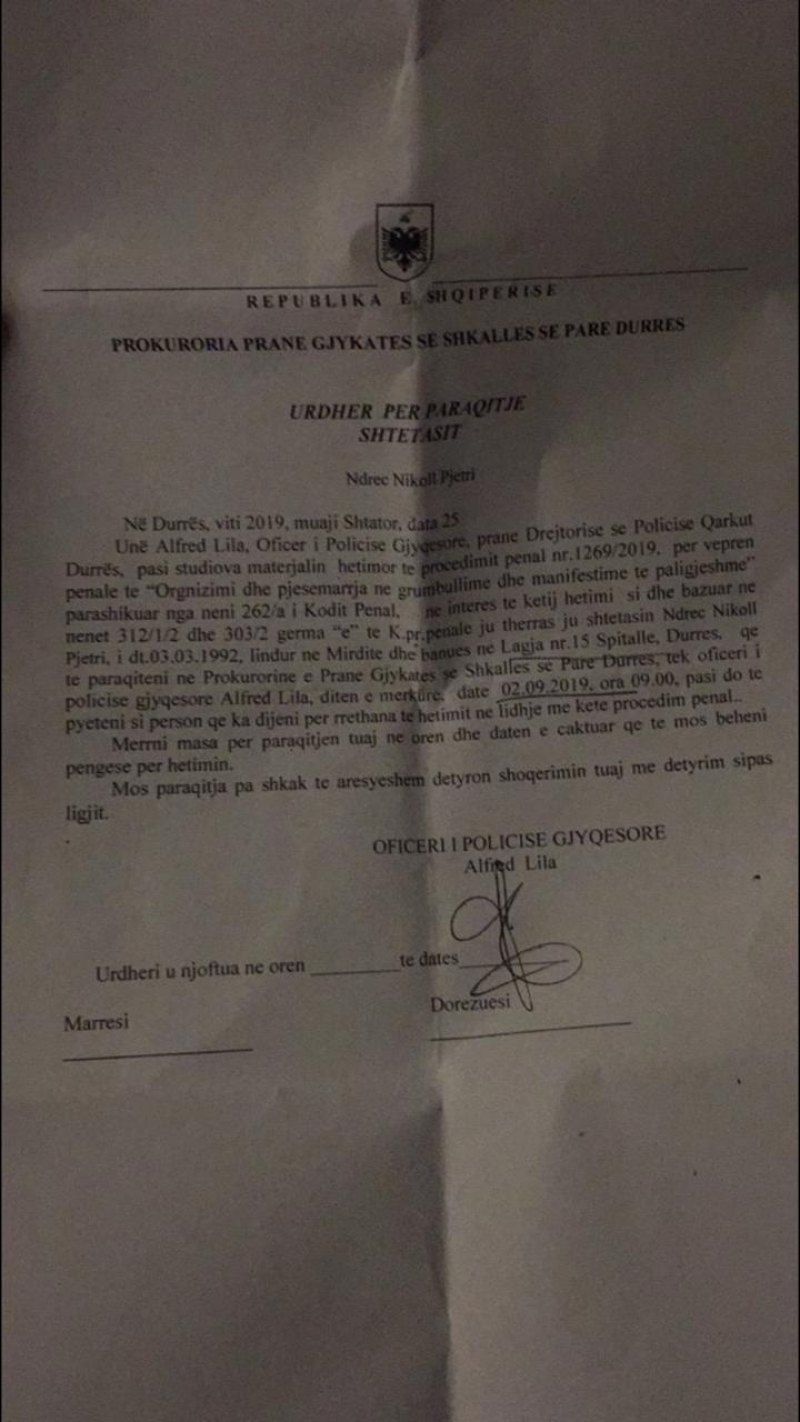 REPUBLIKA E SHQIPERISE
PROKURORIA PRANE GJYKATES SE SHKALLES SE PARE DURRES
URDHER PER PARAQITJE
SHTETASIT
Ndrec Nikoll Pjetri
Në Durrës, viti 2019, muaji Shtator, data 25
Unë Alfred Lila, Oficer i Policise Gjyqesore, prane Drejtorise se Policise Qarkut
Durrës, pasi studiova materjalin hetimor te procedimit penal nr.1269/2019, per vepren
penale te "Orgnizimi dhe pjesemarrja ne grumbullime dhe manifestime te paligjeshme"
parashikuar nga neni 262/a i Kodit Penal, ne interes te ketij hetimi si dhe bazuar ne
nenet 312/1/2 dhe 303/2 germa "e" te K.pr.penale ju therras ju shtetasin Ndrec Nikoll
Pjetri, i dt.03.03.1992, lindur ne Mirdite dhe banues ne Lagja nr.15 Spitalle, Durres, qe
te paraqiteni ne Prokurorine e Prane Gjykates se Shkalles se Pare Durres, tek oficeri i
policise gjyqesore Alfred Lila, diten e merkure, date 02.09.2019, ora 09.00, pasi do te
pyeteni si person qe ka dijeni per rrethana te hetimit ne lidhje me kete procedim penal..
Merrni masa per paraqitjen tuaj ne oren dhe daten e caktuar qe te mos beheni
pengese per hetimin.
Mos paraqitja pa shkak te aresyeshem detyron shoqerimin tuaj me detyrim sipas
ligjit.
OFICERI I POLICISE GJYQESORE
Alfred Lila
Urdheri u njoftua ne oren ________ te dates ________
Dorezuesi
Marresi